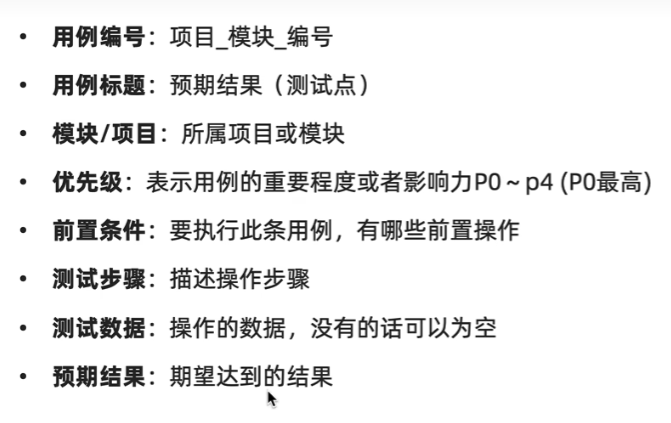 • 用例编号：项目_模块_编号
• 用例标题：预期结果（测试点）
• 模块/项目：所属项目或模块
• 优先级：表示用例的重要程度或者影响力P0～p4 (P0最高)
• 前置条件：要执行此条用例，有哪些前置操作
• 测试步骤：描述操作步骤
• 测试数据：操作的数据，没有的话可以为空
• 预期结果：期望达到的结果